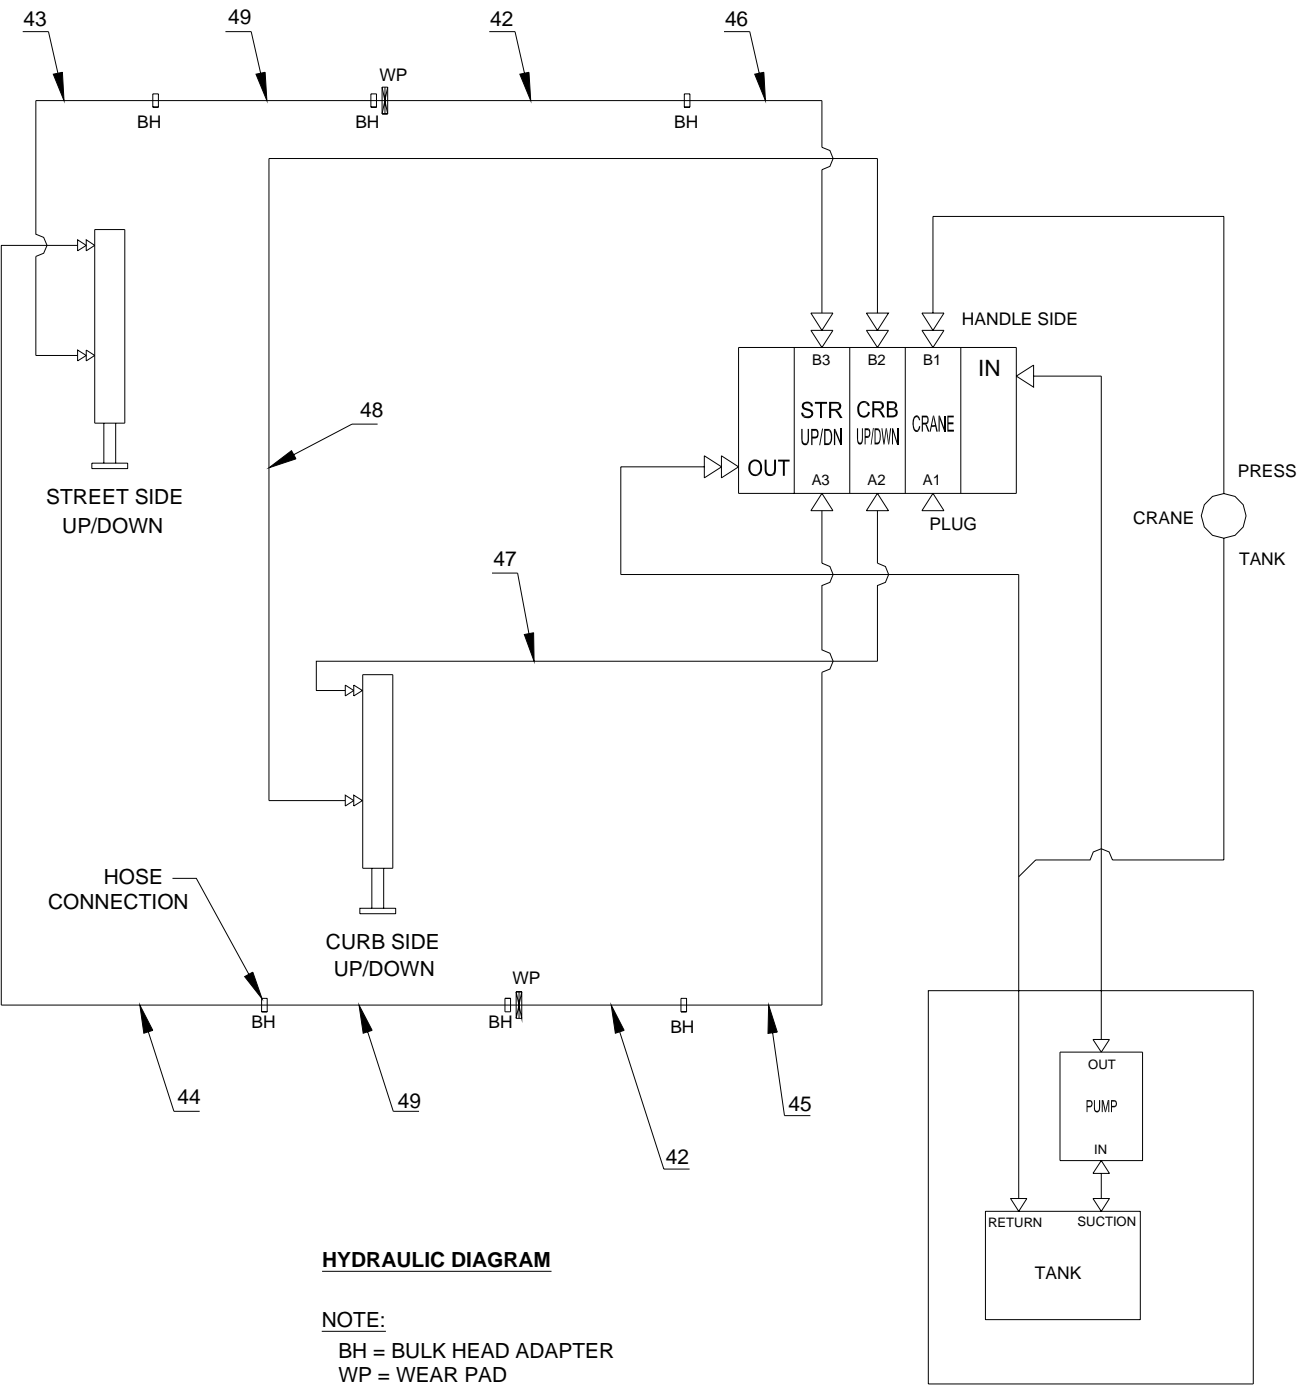 43
49
42
46
WP
BH
BH
BH
HANDLE SIDE
B3
B2
B1
IN
STR
UP/DN
CRB
UP/DWN
CRANE
OUT
A3
A2
A1
PLUG
48
STREET SIDE
UP/DOWN
PRESS
CRANE
TANK
47
HOSE
CONNECTION
CURB SIDE
UP/DOWN
WP
BH
BH
BH
44
49
42
45
OUT
PUMP
IN
RETURN
SUCTION
TANK
HYDRAULIC DIAGRAM
NOTE:
BH = BULK HEAD ADAPTER
WP = WEAR PAD